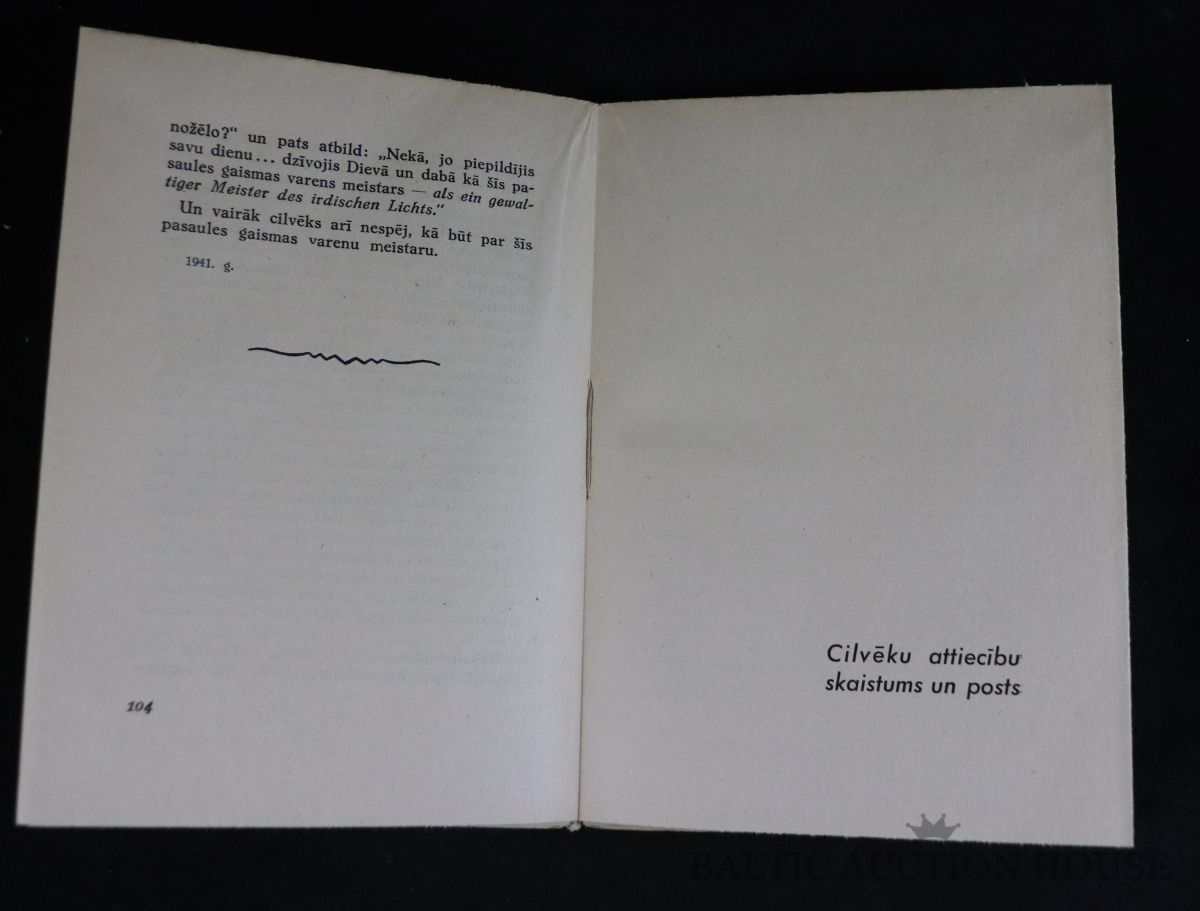 nožēlo?“ un pats atbild: „Nekā, jo piepildījis
savu dienu... dzīvojis Dievā un dabā kā šīs pa-
saules gaismas varens meistars — als ein gewal-
tiger Meister des irdischen Lichts.“
Un vairāk cilvēks arī nespēj, kā būt par šīs
pasaules gaismas varenu meistaru.
1941. g.
104
Cilvēku attiecību
skaistums un posts
BALTIC AUCTION HOUSE